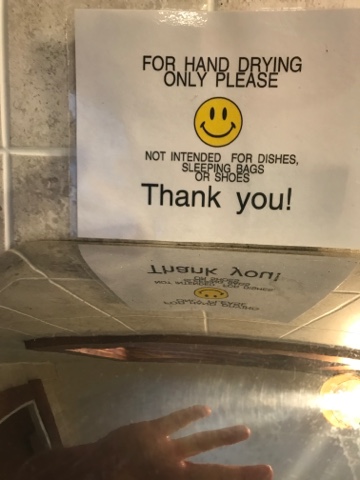 FOR HAND DRYING
ONLY PLEASE
NOT INTENDED FOR DISHES,
SLEEPING BAGS
OR SHOES
Thank you!